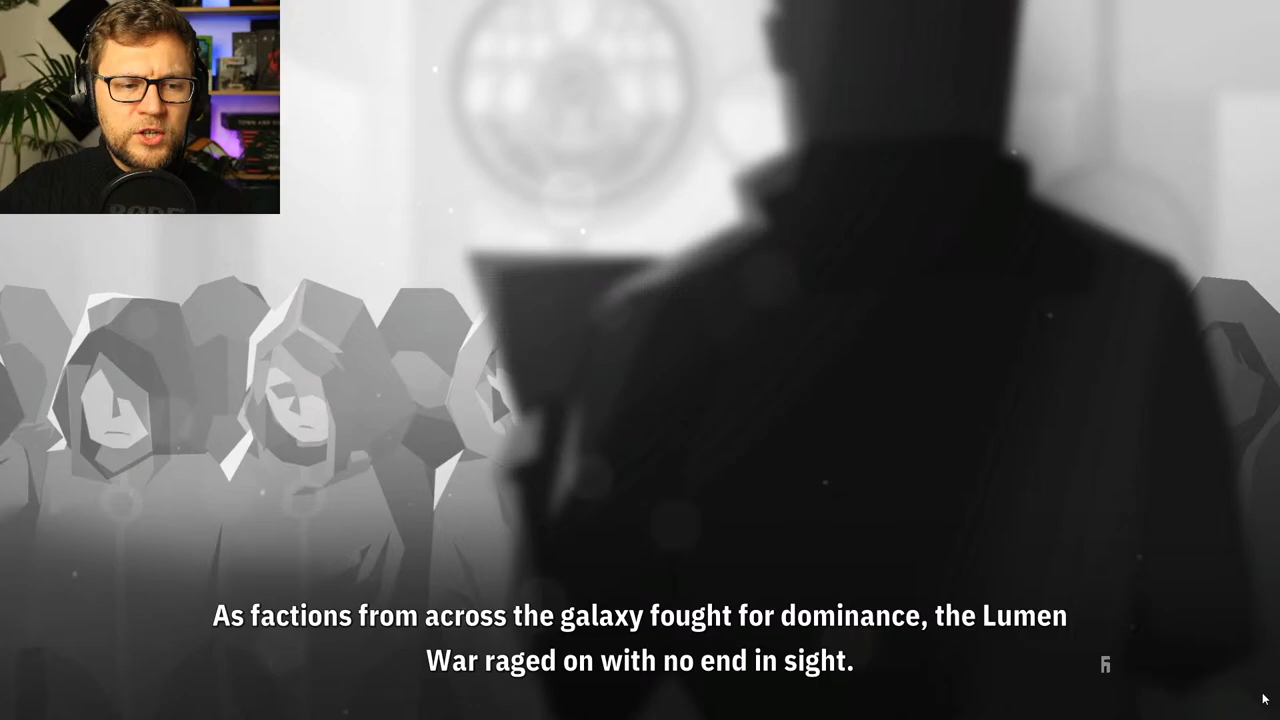 RØDE
As factions from across the galaxy fought for dominance, the Lumen
War raged on with no end in sight.